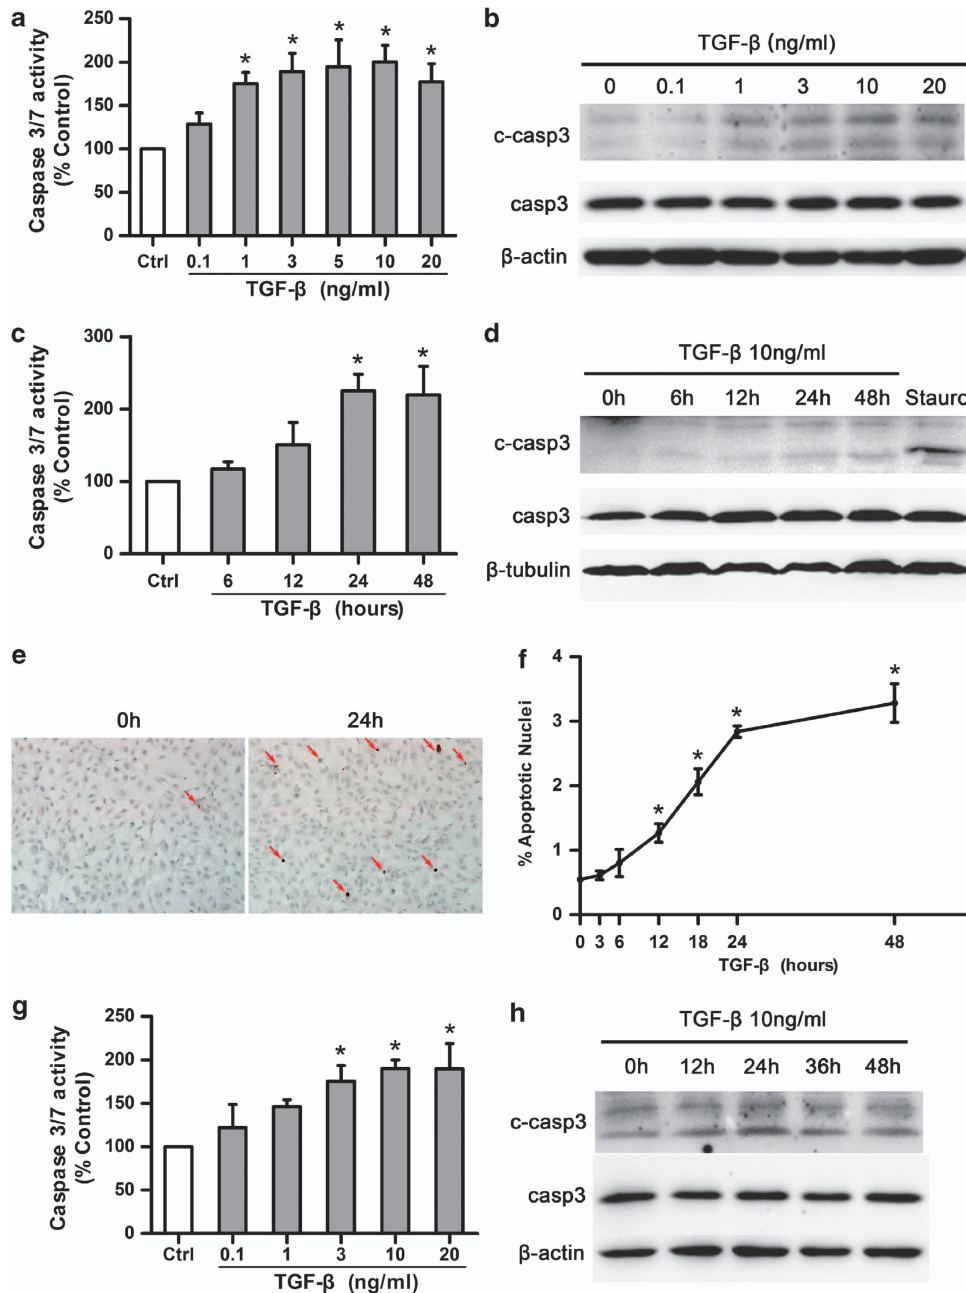 a
Caspase 3/7 activity
(% Control)
250
200
150
100
50
0
* * * * *
Ctrl 0.1 1 3 5 10 20
TGF-β (ng/ml)
b
TGF-β (ng/ml)
0 0.1 1 3 10 20
c-casp3
casp3
β-actin
c
Caspase 3/7 activity
(% Control)
300
200
100
0
* *
Ctrl 6 12 24 48
TGF-β (hours)
d
TGF-β 10ng/ml
0h 6h 12h 24h 48h Stauro
c-casp3
casp3
β-tubulin
e
0h 24h
f
% Apoptotic Nuclei
4
3
2
1
0
* * * * *
0 3 6 12 18 24 48
TGF-β (hours)
g
Caspase 3/7 activity
(% Control)
250
200
150
100
50
0
* * *
Ctrl 0.1 1 3 10 20
TGF-β (ng/ml)
h
TGF-β 10ng/ml
0h 12h 24h 36h 48h
c-casp3
casp3
β-actin